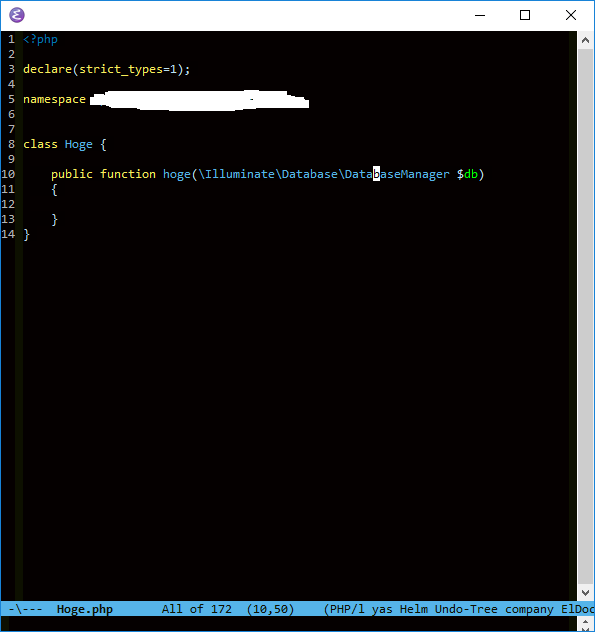 1 <?php
2
3 declare(strict_types=1);
4
5 namespace
6
7
8 class Hoge {
9
10     public function hoge(\Illuminate\Database\DatabaseManager $db)
11     {
12
13     }
14 }
-\---  Hoge.php       All of 172  (10,50)    (PHP/l yas Helm Undo-Tree company ElDoc